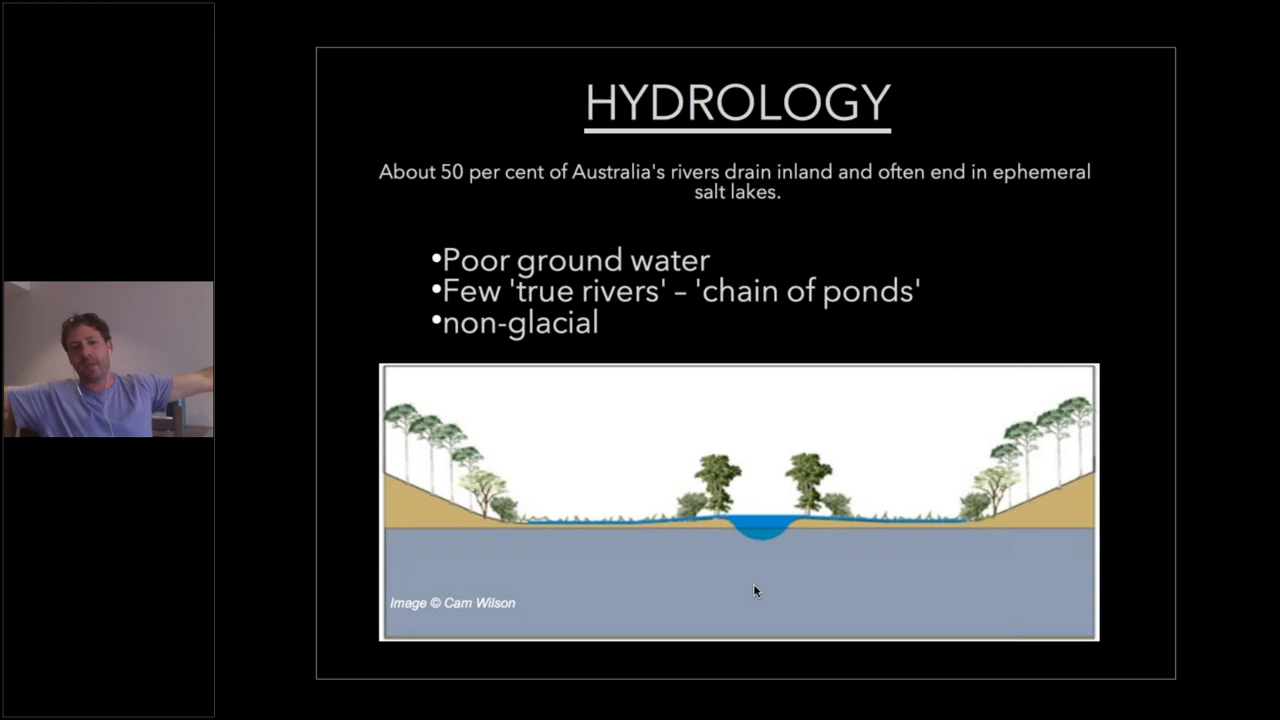 HYDROLOGY
About 50 per cent of Australia's rivers drain inland and often end in ephemeral
salt lakes.
•Poor ground water
•Few 'true rivers' – 'chain of ponds'
•non-glacial
Image © Cam Wilson